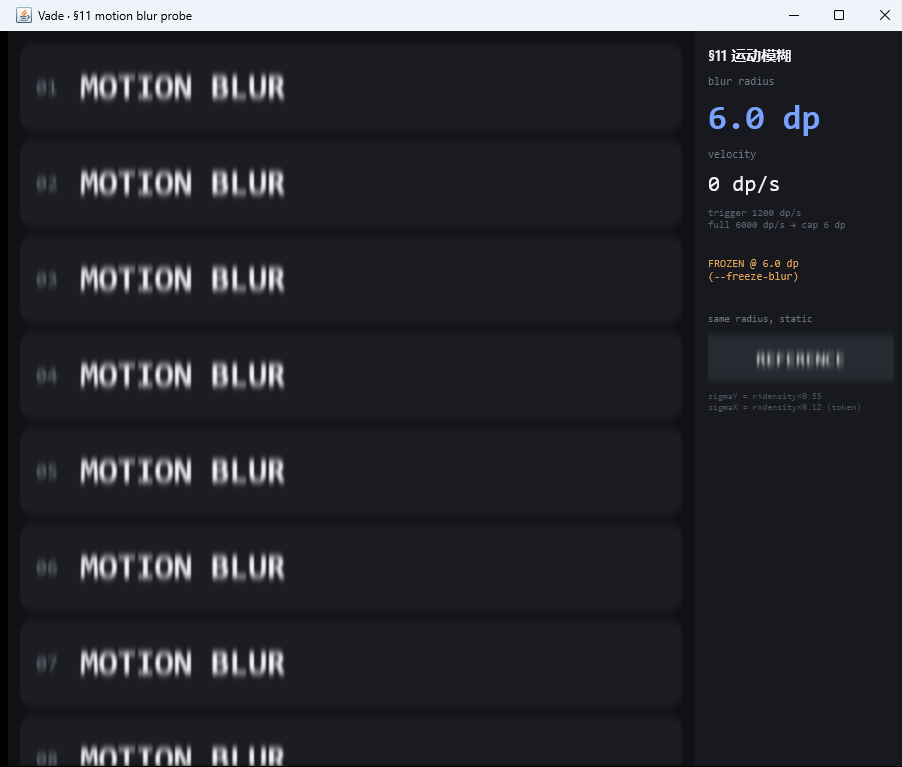 Vade · §11 motion blur probe
01 MOTION BLUR
02 MOTION BLUR
03 MOTION BLUR
04 MOTION BLUR
05 MOTION BLUR
06 MOTION BLUR
07 MOTION BLUR
08 MOTION BLUR
§11 运动模糊
blur radius
6.0 dp
velocity
0 dp/s
trigger 1200 dp/s
full 6000 dp/s → cap 6 dp
FROZEN @ 6.0 dp
(--freeze-blur)
same radius, static
REFERENCE
sigmaY = r×density×0.55
sigmaX = r×density×0.12 (token)